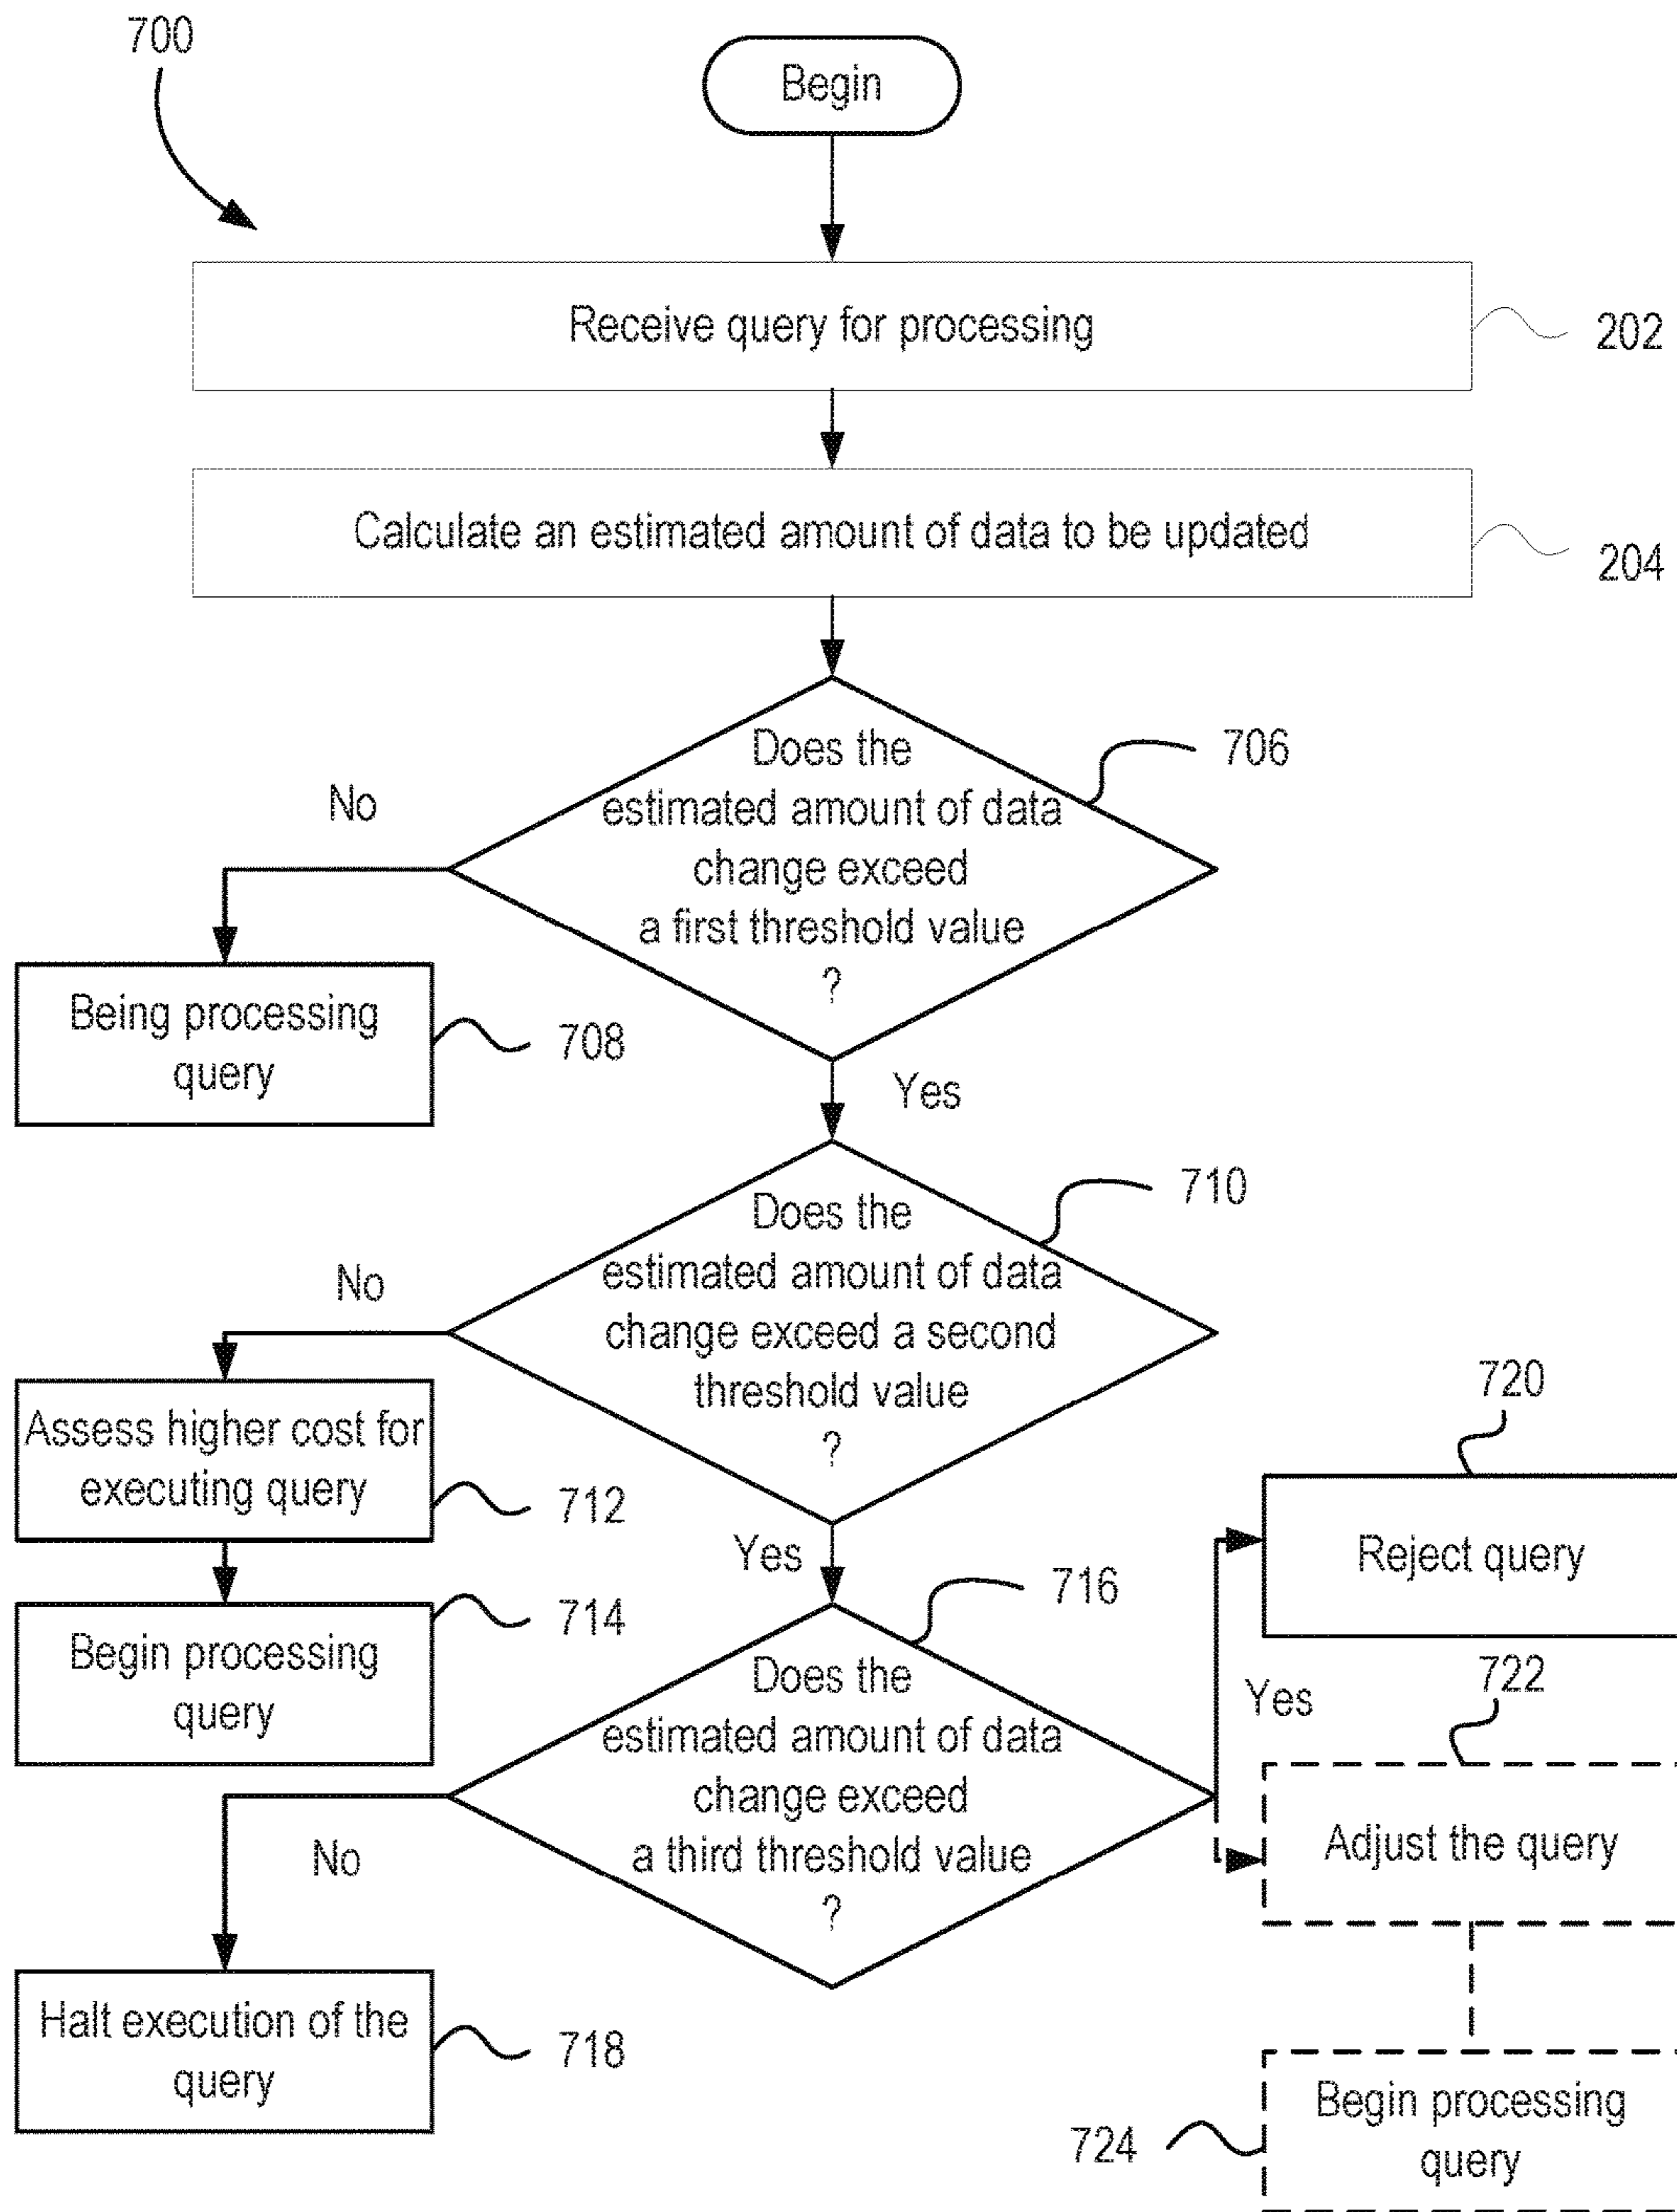 700
Begin
Receive query for processing
202
Calculate an estimated amount of data to be updated
204
Does the
estimated amount of data
change exceed
a first threshold value
?
706
No
Being processing
query
708
Yes
Does the
estimated amount of data
change exceed a second
threshold value
?
710
No
Assess higher cost for
executing query
712
Begin processing
query
714
Yes
Does the
estimated amount of data
change exceed
a third threshold value
?
716
No
Halt execution of the
query
718
Yes
720
Reject query
722
Adjust the query
Begin processing
query
724